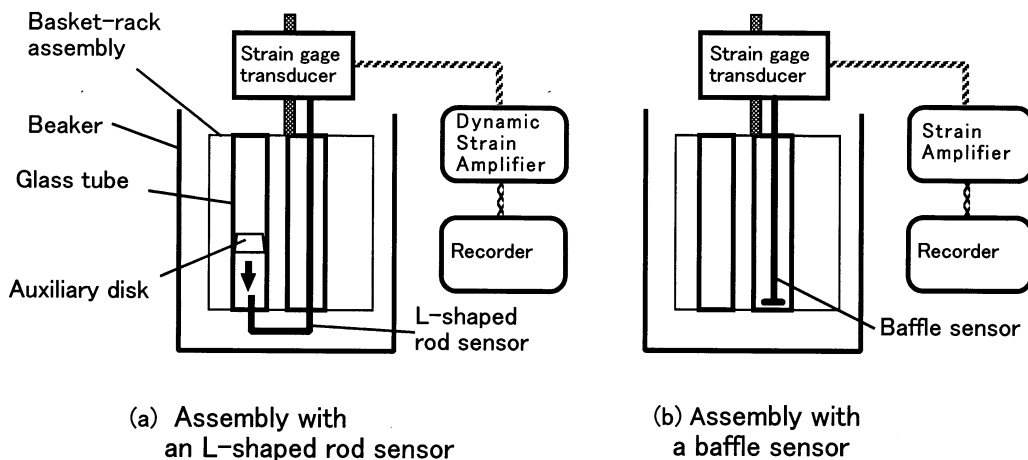 Basket-rack
assembly
Beaker
Glass tube
Auxiliary disk
Strain gage
transducer
Dynamic
Strain
Amplifier
Recorder
L-shaped
rod sensor
(a) Assembly with
an L-shaped rod sensor
Strain gage
transducer
Strain
Amplifier
Recorder
Baffle sensor
(b) Assembly with
a baffle sensor